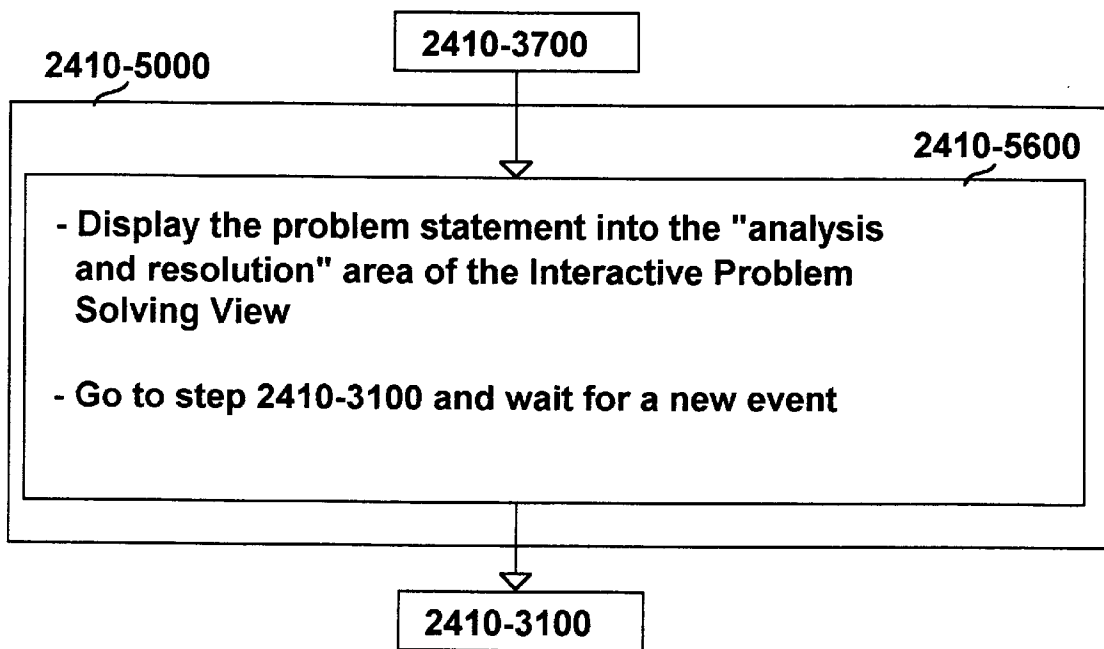 2410-3700
2410-5000
2410-5600
- Display the problem statement into the "analysis
and resolution" area of the Interactive Problem
Solving View
- Go to step 2410-3100 and wait for a new event
2410-3100